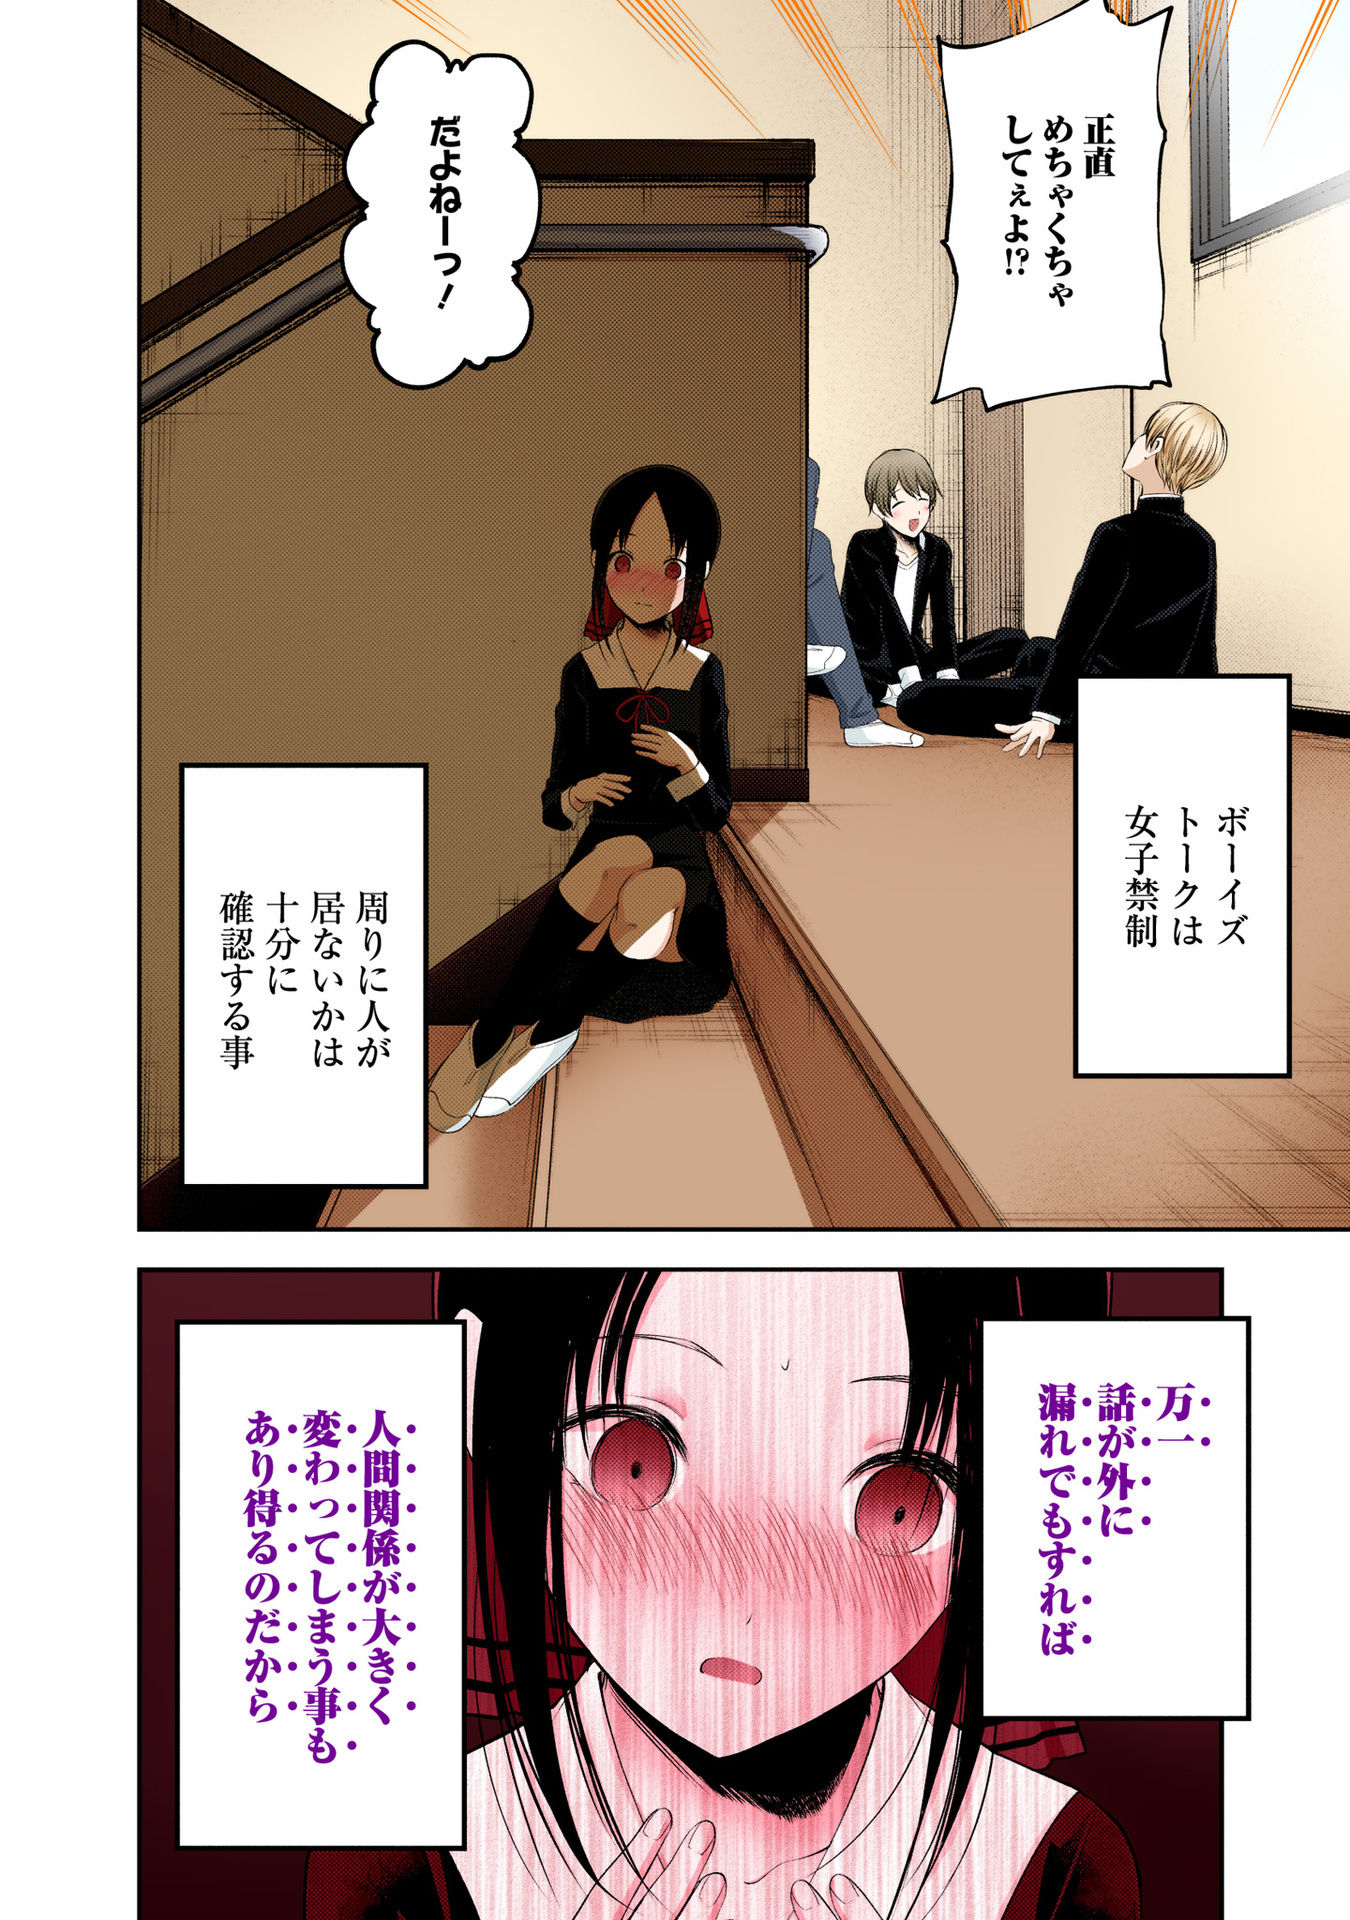 正直
めちゃくちゃ
してぇよ!?
だよねーっ!
ボーイズ
トークは
女子禁制
周りに人が
居ないかは
十分に
確認する事
万一
話が外に
漏れでもすれば
人間関係が大きく
変わってしまう事も
あり得るのだから